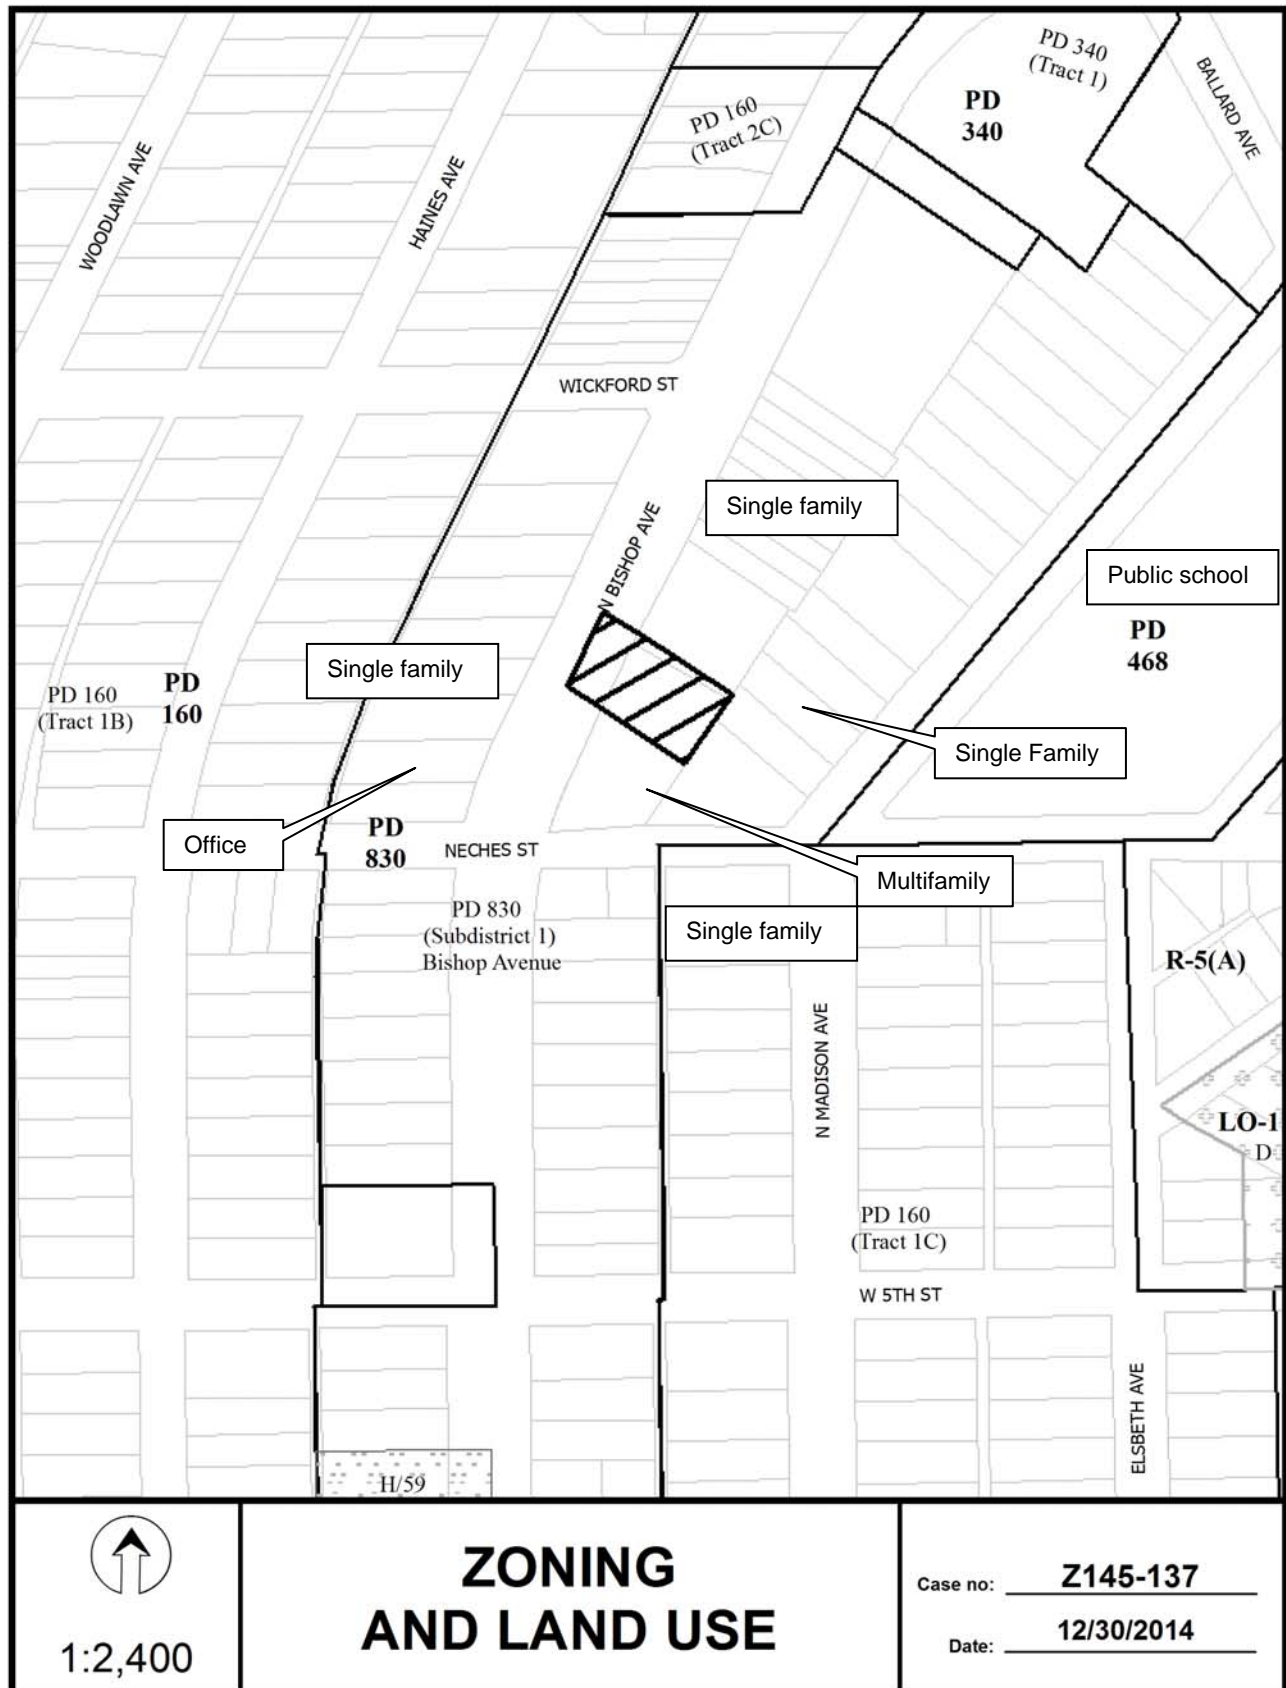 PD 340
(Tract 1)
BALLARD AVE
PD
340
PD 160
(Tract 2C)
WOODLAWN AVE
HAINES AVE
WICKFORD ST
Single family
N BISHOP AVE
Public school
PD
468
Single family
PD 160
(Tract 1B)
PD
160
Single Family
Office
PD
830
NECHES ST
Multifamily
PD 830
(Subdistrict 1)
Bishop Avenue
Single family
R-5(A)
N MADISON AVE
LO-1
D
PD 160
(Tract 1C)
W 5TH ST
ELSBETH AVE
H/59
1:2,400
ZONING
AND LAND USE
Case no: Z145-137
Date: 12/30/2014